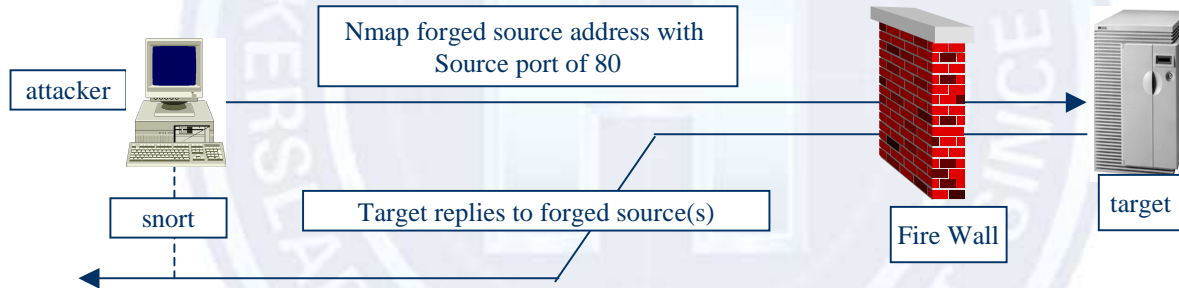 Nmap forged source address with
Source port of 80
attacker
snort
Target replies to forged source(s)
Fire Wall
target